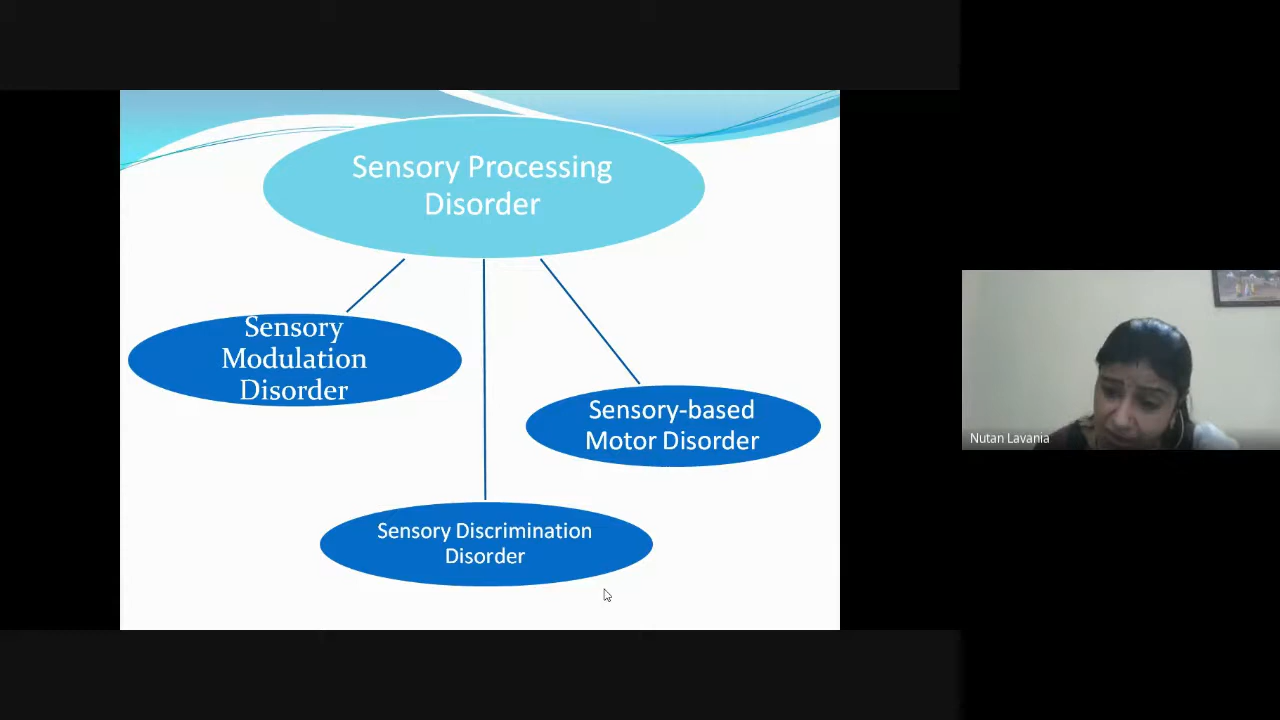 Sensory Processing
Disorder
Sensory
Modulation
Disorder
Sensory-based
Motor Disorder
Sensory Discrimination
Disorder
Nutan Lavania